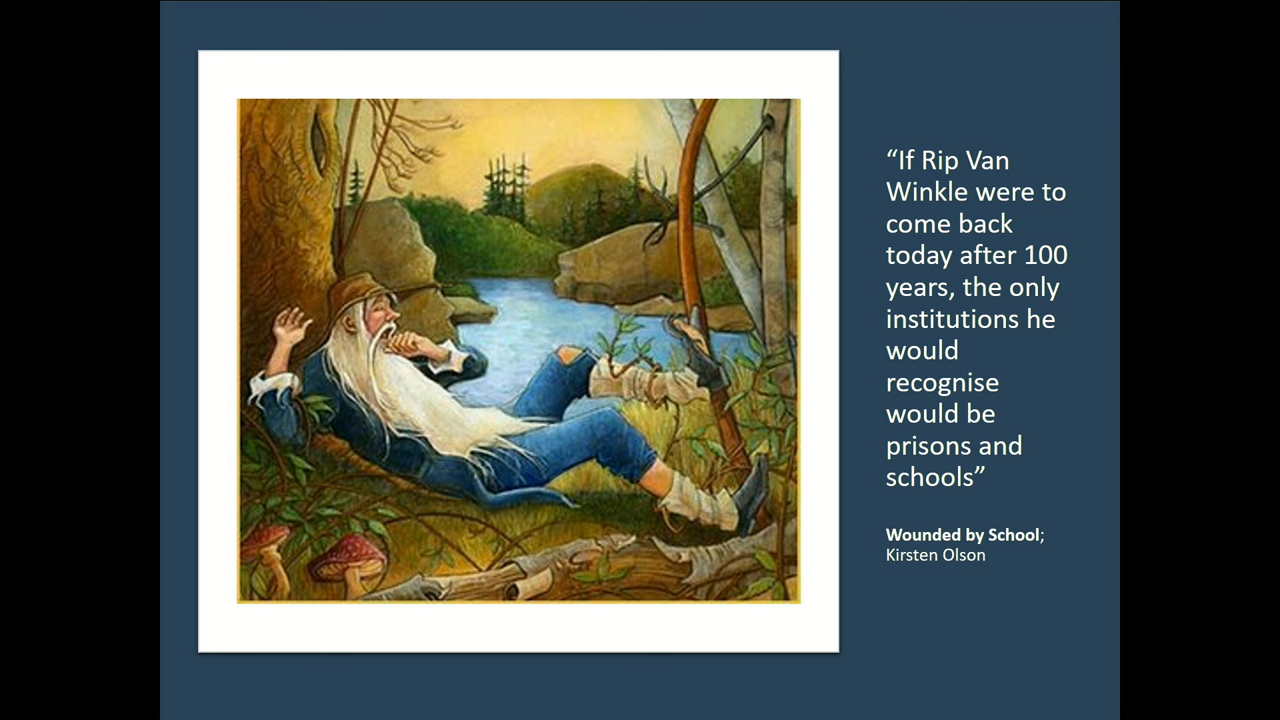 “If Rip Van
Winkle were to
come back
today after 100
years, the only
institutions he
would
recognise
would be
prisons and
schools”
Wounded by School;
Kirsten Olson